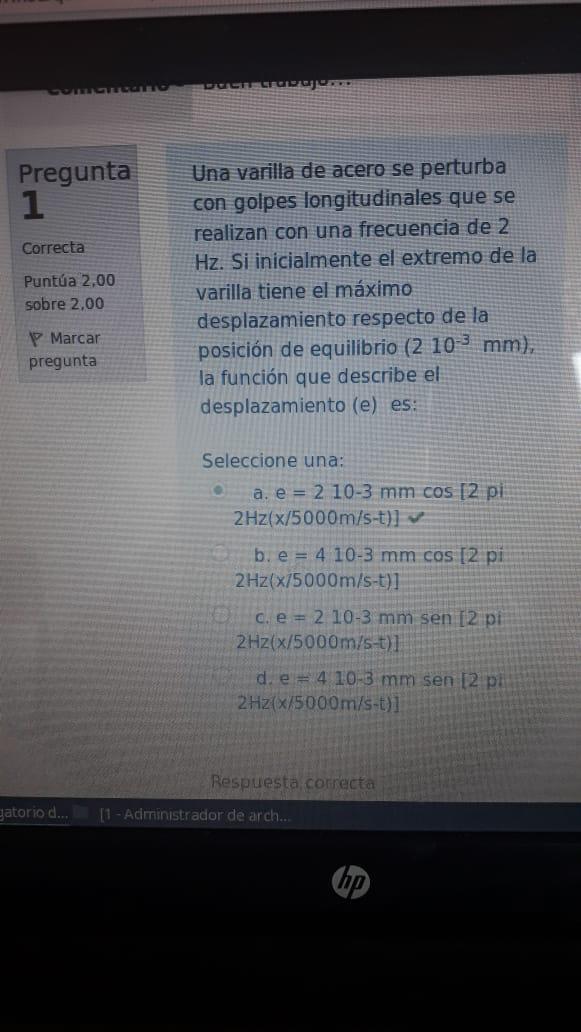 Pregunta
1
Correcta
Puntúa 2,00
sobre 2,00
Marcar
pregunta
Una varilla de acero se perturba
con golpes longitudinales que se
realizan con una frecuencia de 2
Hz. Si inicialmente el extremo de la
varilla tiene el máximo
desplazamiento respecto de la
posición de equilibrio (2 10⁻³ mm),
la función que describe el
desplazamiento (e) es:
Seleccione una:
a. e = 2 10-3 mm cos [2 pi
2Hz(x/5000m/s-t)]
b. e = 4 10-3 mm cos [2 pi
2Hz(x/5000m/s-t)]
c. e = 2 10-3 mm sen [2 pi
2Hz(x/5000m/s-t)]
d. e = 4 10-3 mm sen [2 pi
2Hz(x/5000m/s-t)]
Respuesta correcta
gatorio d... [1 - Administrador de arch...
hp